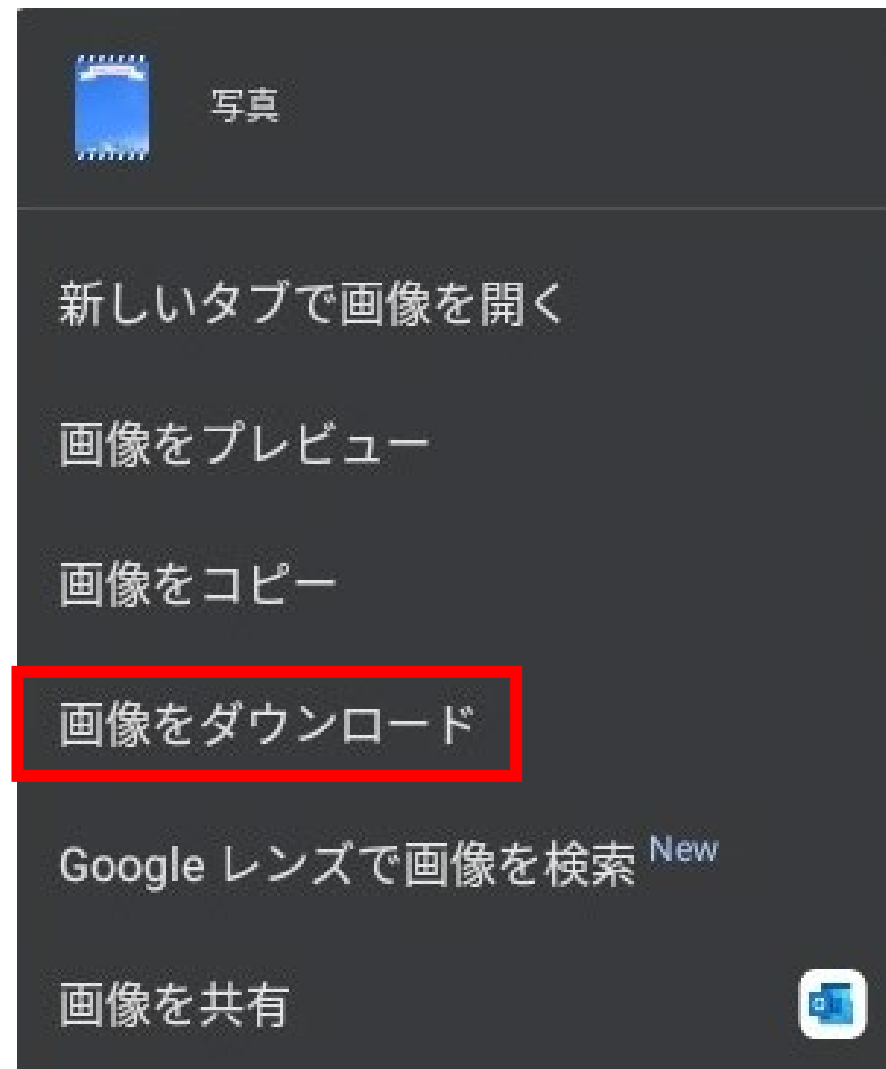 写真
新しいタブで画像を開く
画像をプレビュー
画像をコピー
画像をダウンロード
Google レンズで画像を検索 New
画像を共有